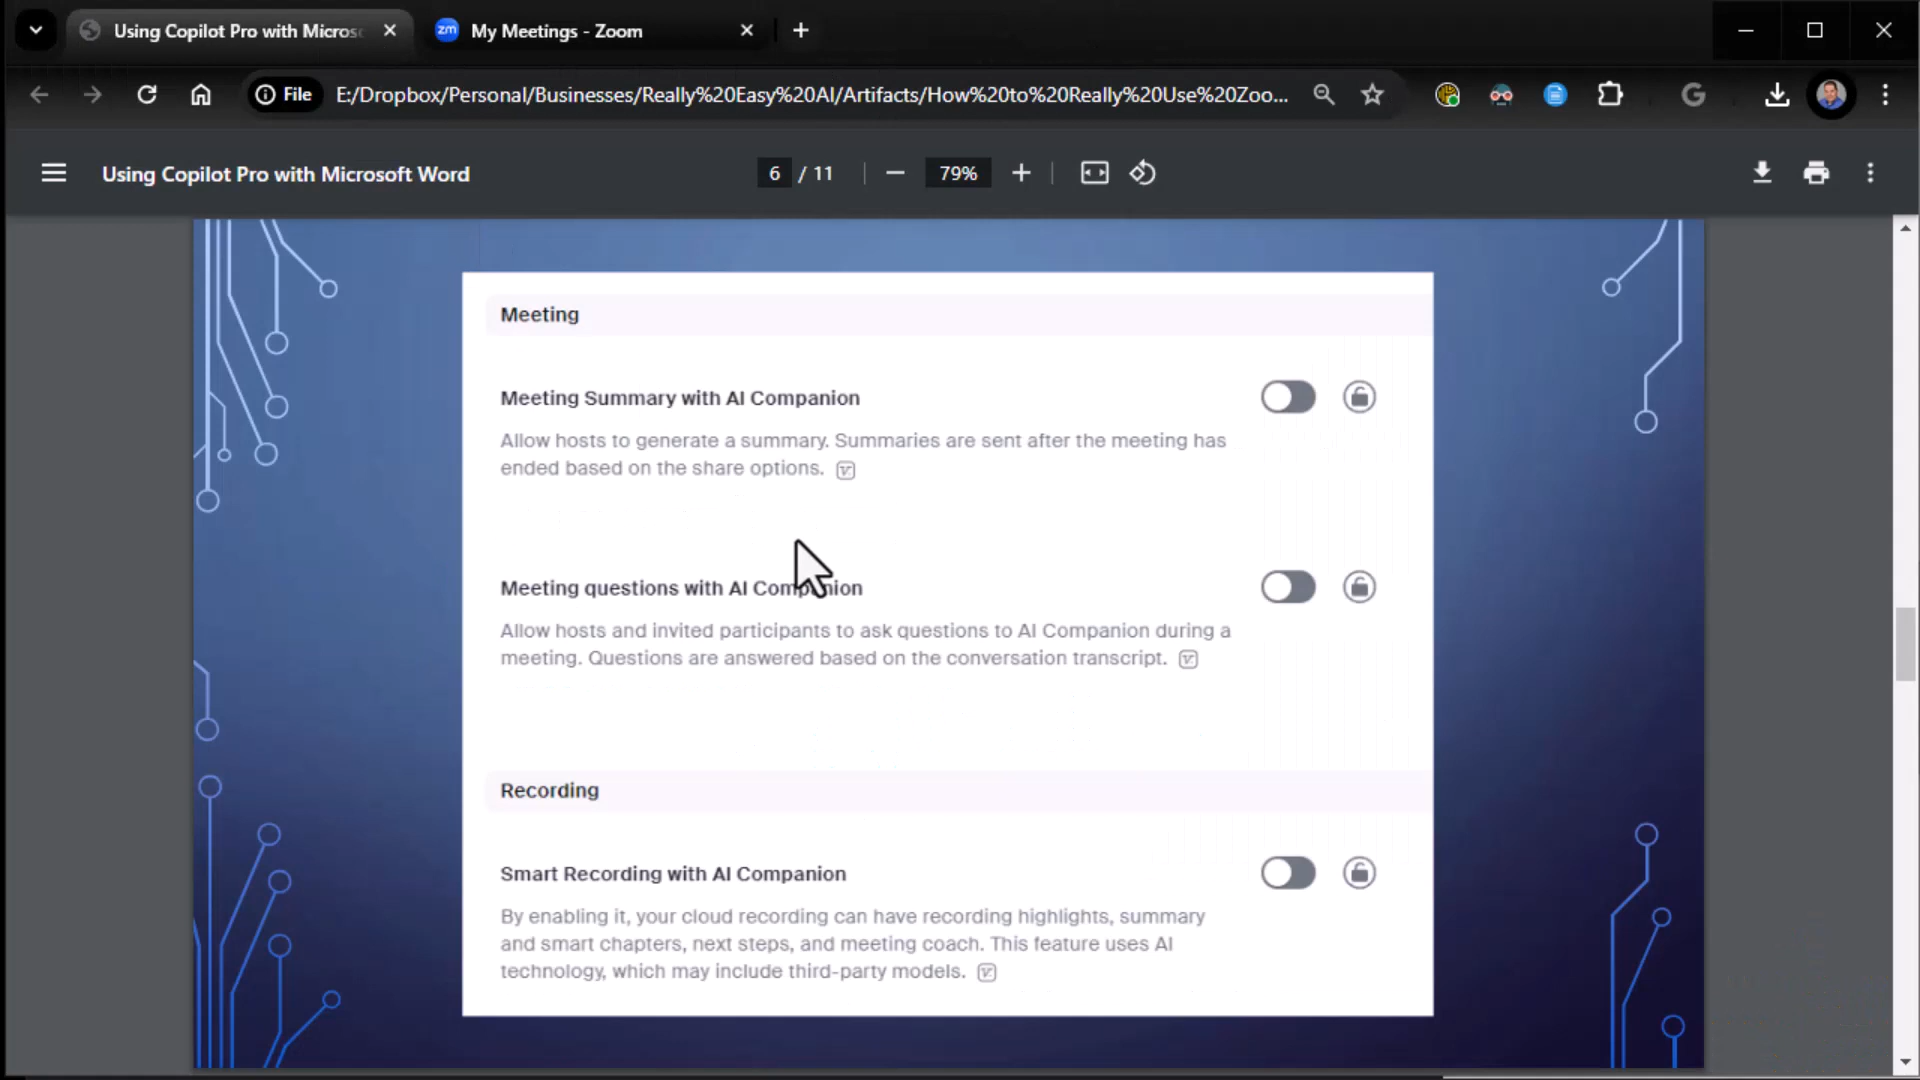 Using Copilot Pro with Micros
zm My Meetings - Zoom
File
E:/Dropbox/Personal/Businesses/Really%20Easy%20AI/Artifacts/How%20to%20Really%20Use%20Zoo...
G
Using Copilot Pro with Microsoft Word
6 / 11
79%
Meeting
Meeting Summary with AI Companion
Allow hosts to generate a summary. Summaries are sent after the meeting has
ended based on the share options.
Meeting questions with AI Companion
Allow hosts and invited participants to ask questions to AI Companion during a
meeting. Questions are answered based on the conversation transcript.
Recording
Smart Recording with AI Companion
By enabling it, your cloud recording can have recording highlights, summary
and smart chapters, next steps, and meeting coach. This feature uses AI
technology, which may include third-party models.